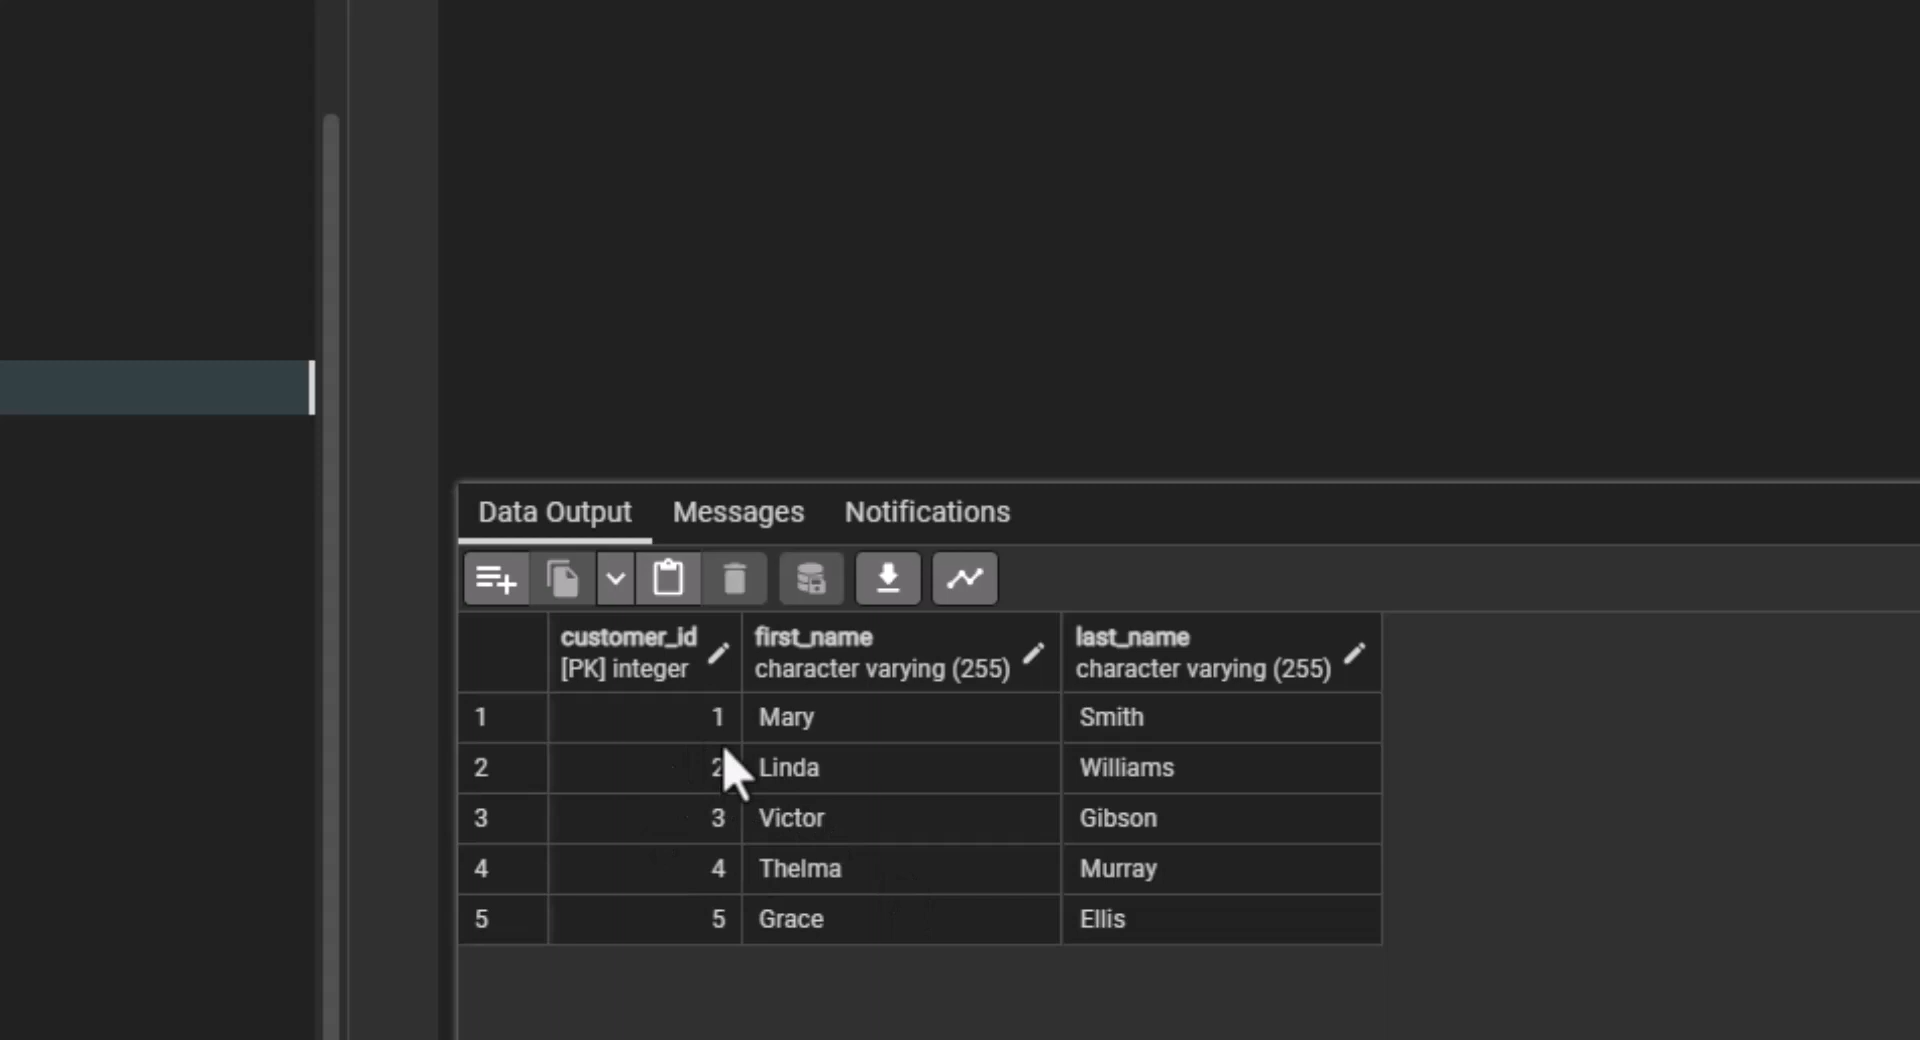 Data Output Messages Notifications
customer_id first_name last_name
[PK] integer character varying (255) character varying (255)
1 1 Mary Smith
2 2 Linda Williams
3 3 Victor Gibson
4 4 Thelma Murray
5 5 Grace Ellis